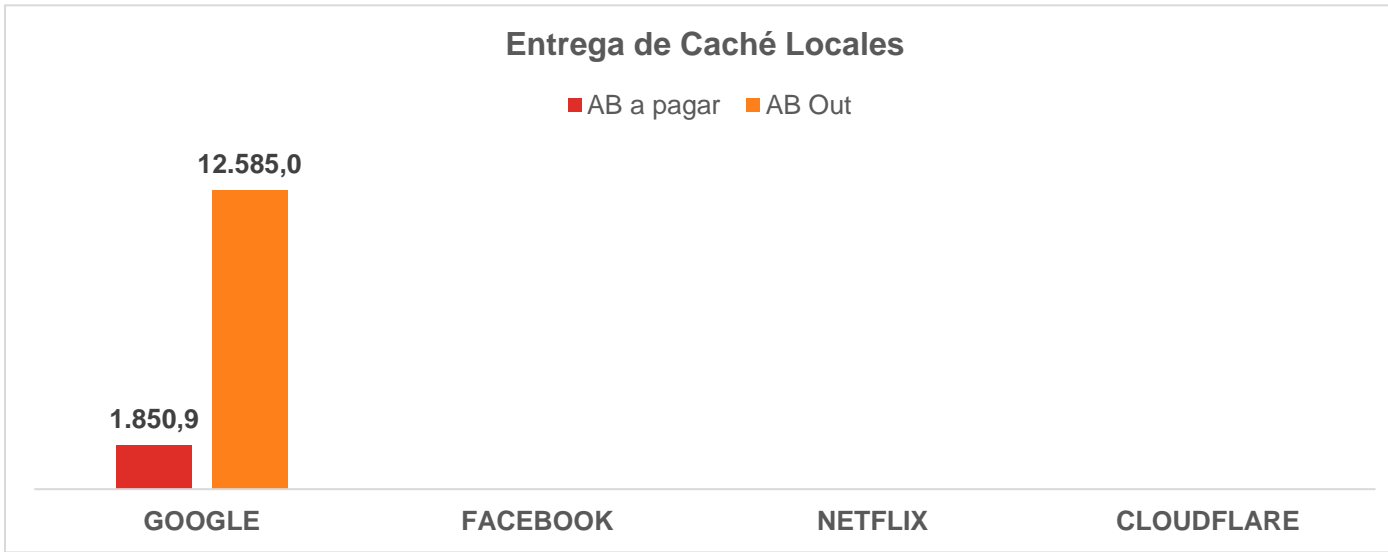 Entrega de Caché Locales
AB a pagar AB Out
12.585,0
1.850,9
GOOGLE FACEBOOK NETFLIX CLOUDFLARE